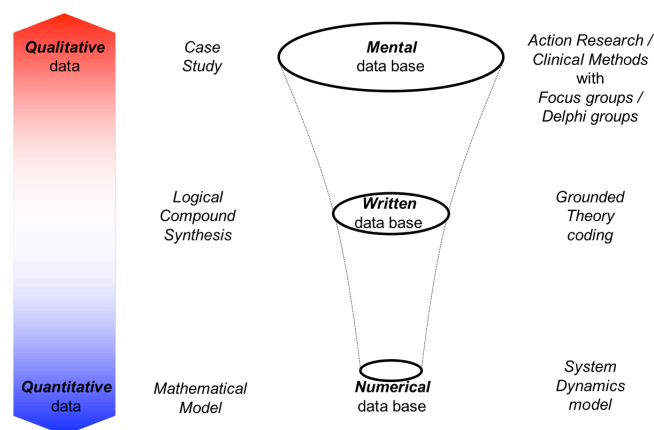 Qualitative
data
Case
Study
Mental
data base
Action Research /
Clinical Methods
with
Focus groups /
Delphi groups
Logical
Compound
Synthesis
Written
data base
Grounded
Theory
coding
Quantitative
data
Mathematical
Model
Numerical
data base
System
Dynamics
model